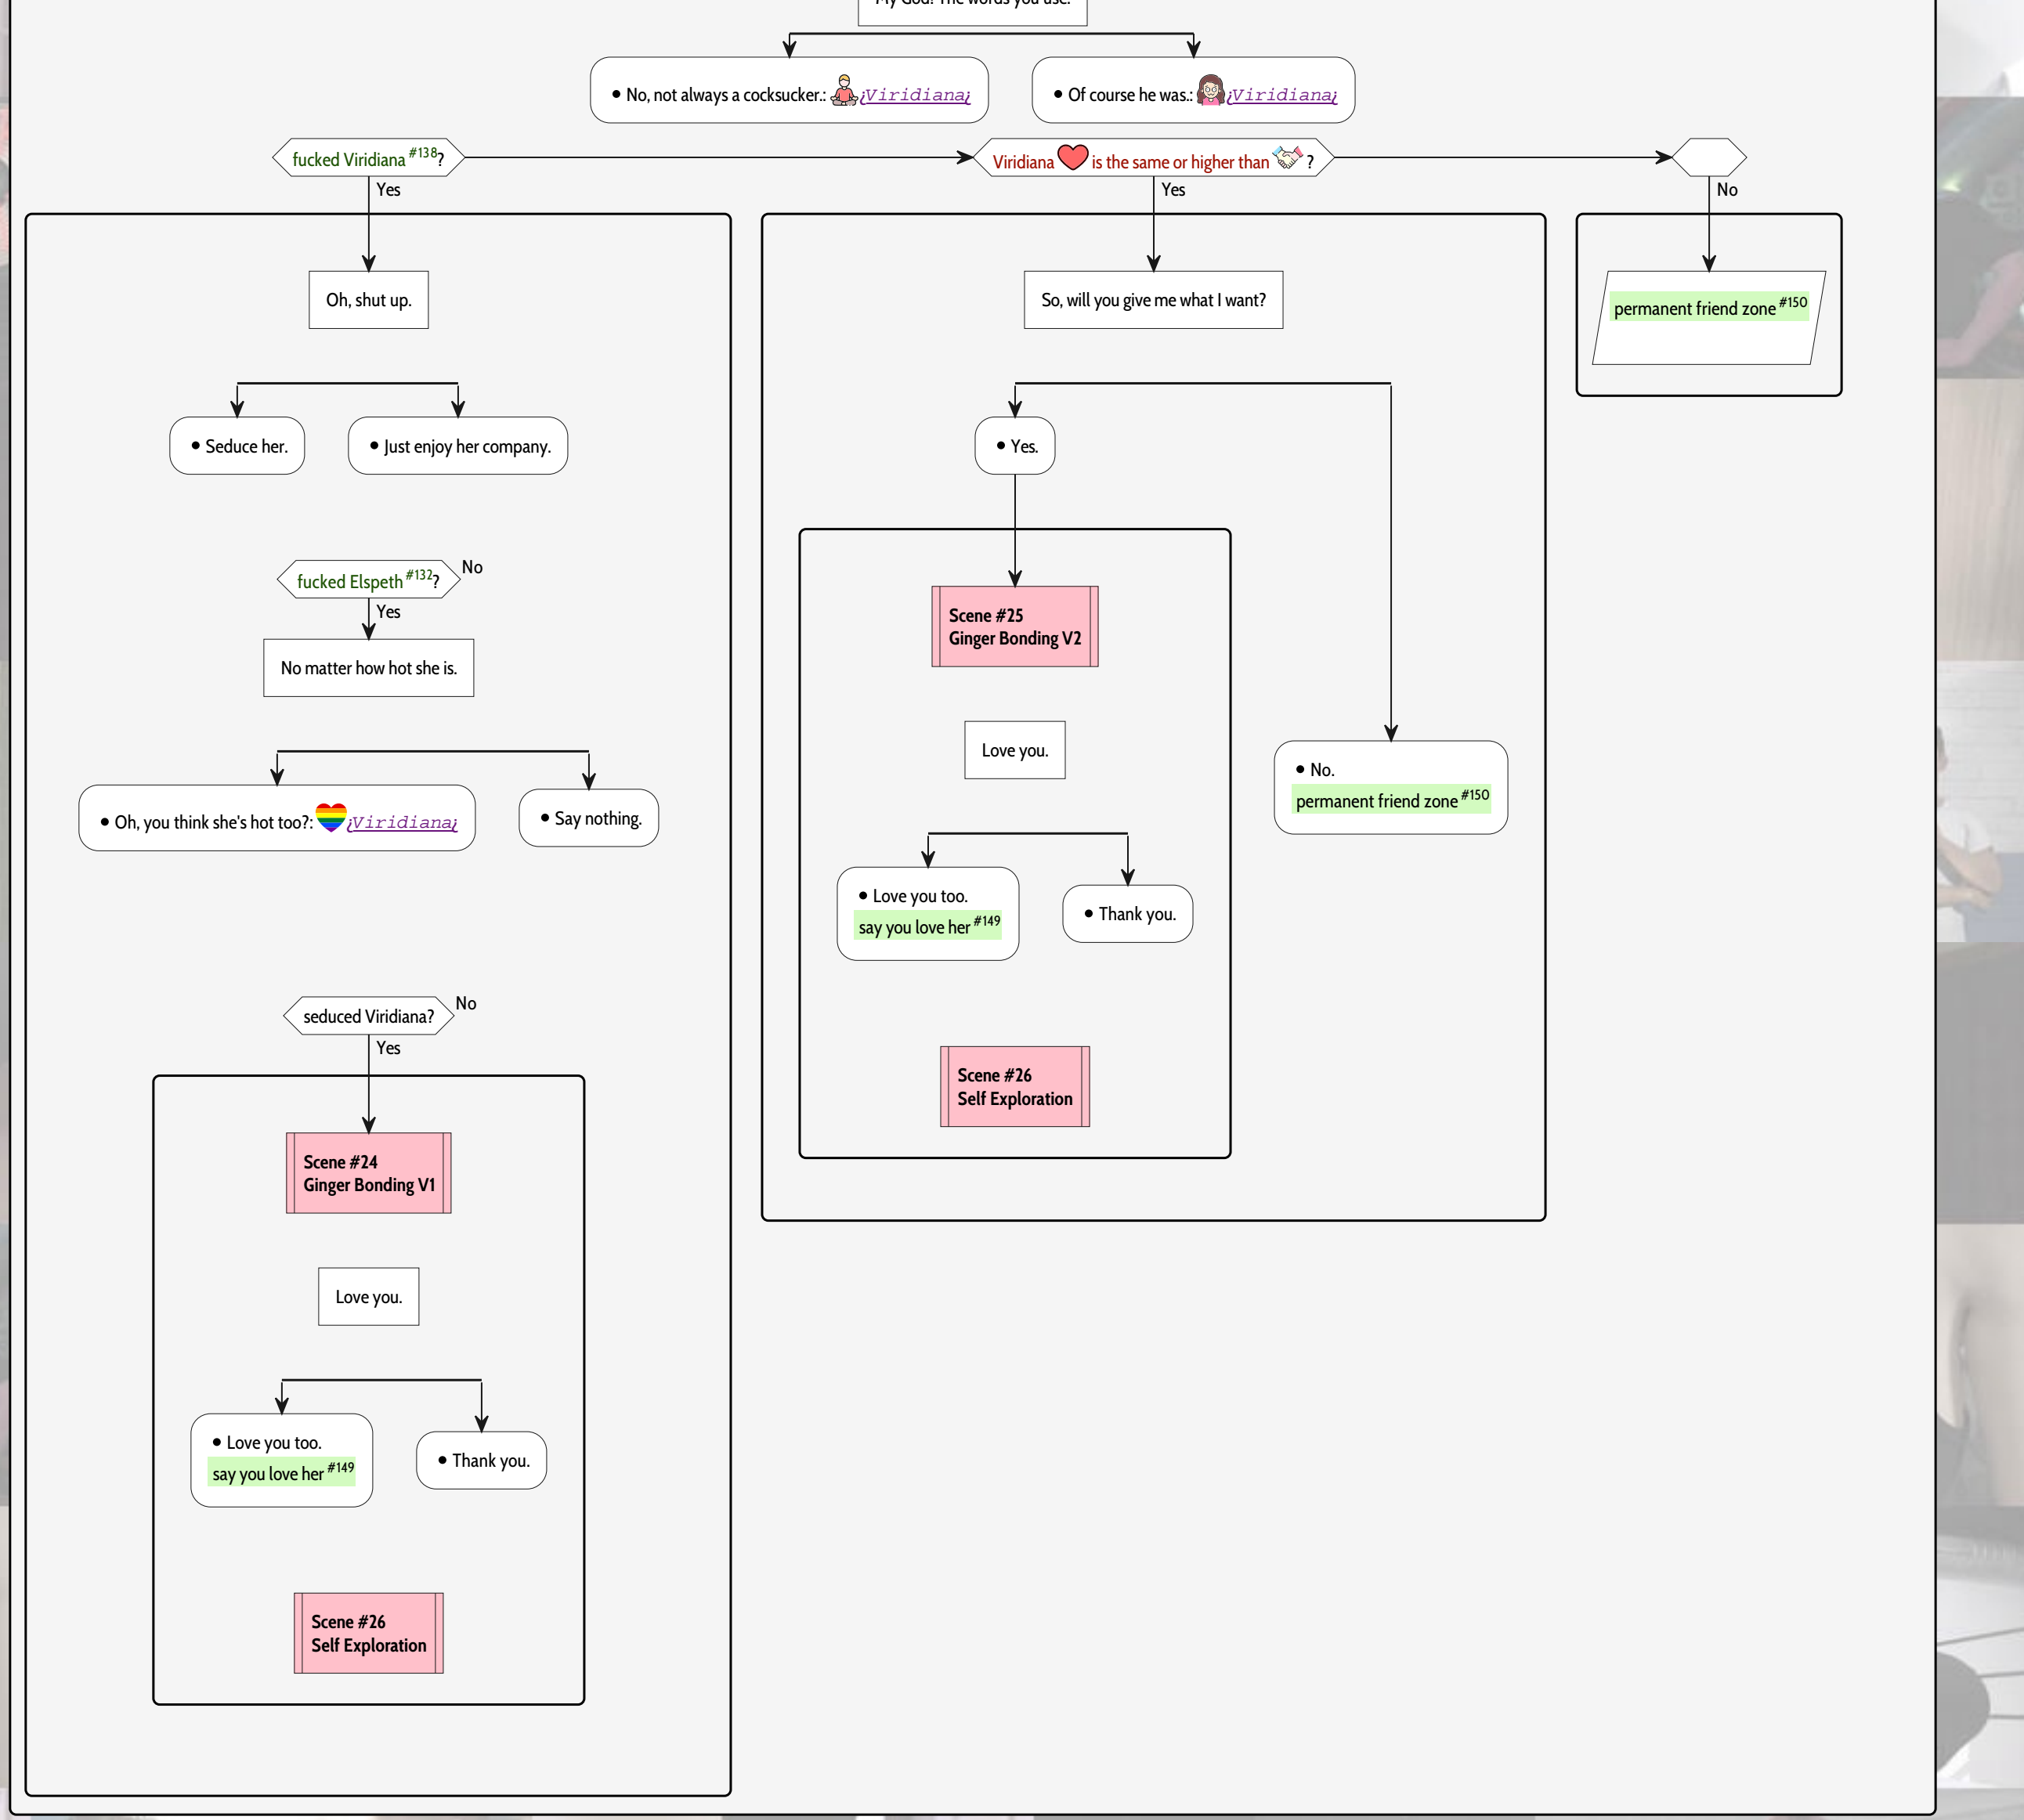 My God! The words you use.
• No, not always a cocksucker.: ¿Viridiana¿
• Of course he was.: ¿Viridiana¿
fucked Viridiana #138?
Viridiana is the same or higher than ?
Yes
Yes
No
Oh, shut up.
So, will you give me what I want?
permanent friend zone #150
• Seduce her.
• Just enjoy her company.
• Yes.
fucked Elspeth #132?
No
Yes
No matter how hot she is.
Scene #25
Ginger Bonding V2
Love you.
• Oh, you think she's hot too?: ¿Viridiana¿
• Say nothing.
• No.
permanent friend zone #150
• Love you too.
say you love her #149
• Thank you.
seduced Viridiana?
No
Yes
Scene #26
Self Exploration
Scene #24
Ginger Bonding V1
Love you.
• Love you too.
say you love her #149
• Thank you.
Scene #26
Self Exploration